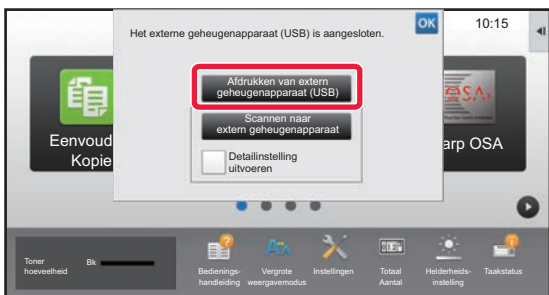 Het externe geheugenapparaat (USB) is aangesloten.
OK
10:15
Afdrukken van extern
geheugenapparaat (USB)
Scannen naar
extern geheugenapparaat
Detailinstelling
uitvoeren
Eenvoud
Kopie
OSA
arp OSA
Toner
hoeveelheid
Bk
Bedienings-
handleiding
Vergrote
weergavemodus
Instellingen
Totaal
Aantal
Helderheids-
instelling
Taakstatus